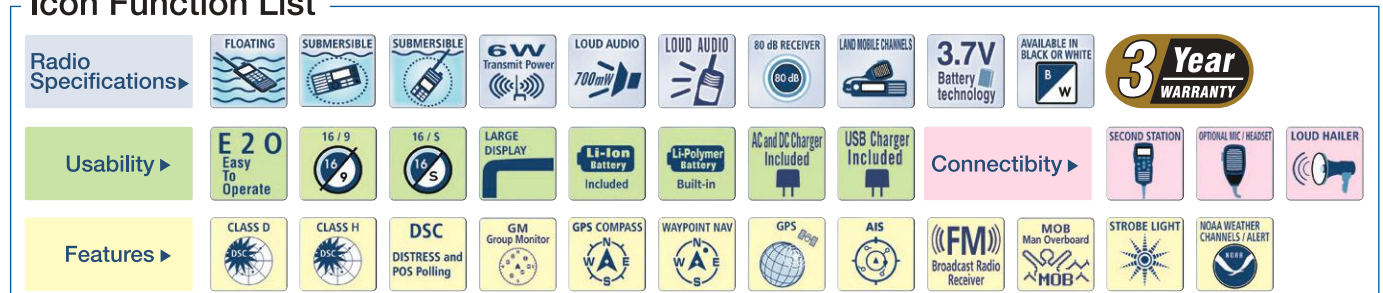 Icon Function List
Radio
Specifications
FLOATING
SUBMERSIBLE
SUBMERSIBLE
6W
Transmit Power
LOUD AUDIO
700mW
LOUD AUDIO
80 dB RECEIVER
80 dB
LAND MOBILE CHANNELS
3.7V
Battery
technology
AVAILABLE IN
BLACK OR WHITE
B
W
3 Year
WARRANTY
Usability
E 2 O
Easy
To
Operate
16 / 9
16
9
16 / S
16
S
LARGE
DISPLAY
Li-Ion
Battery
Included
Li-Polymer
Battery
Built-in
AC and DC Charger
Included
USB Charger
Included
Connectibity
SECOND STATION
OPTIONAL MIC / HEADSET
LOUD HAILER
Features
CLASS D
DSC
CLASS H
DSC
DSC
DISTRESS and
POS Polling
GM
Group Monitor
GPS COMPASS
N
W E
S
WAYPOINT NAV
N
W E
S
GPS
AIS
FM
Broadcast Radio
Receiver
MOB
Man Overboard
MOB
STROBE LIGHT
NOAA WEATHER
CHANNELS / ALERT
NOAA